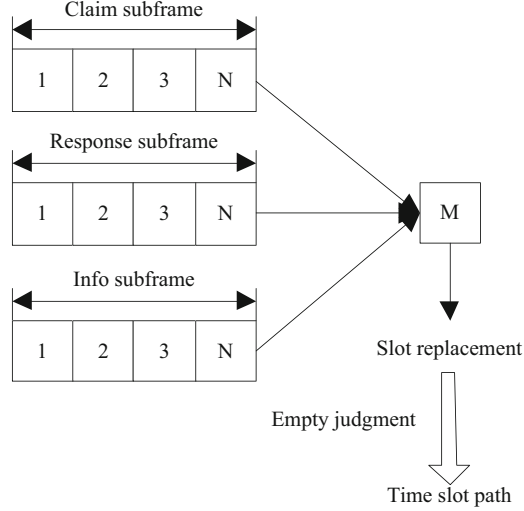 Claim subframe
1 2 3 N
Response subframe
1 2 3 N
M
Info subframe
1 2 3 N
Slot replacement
Empty judgment
Time slot path